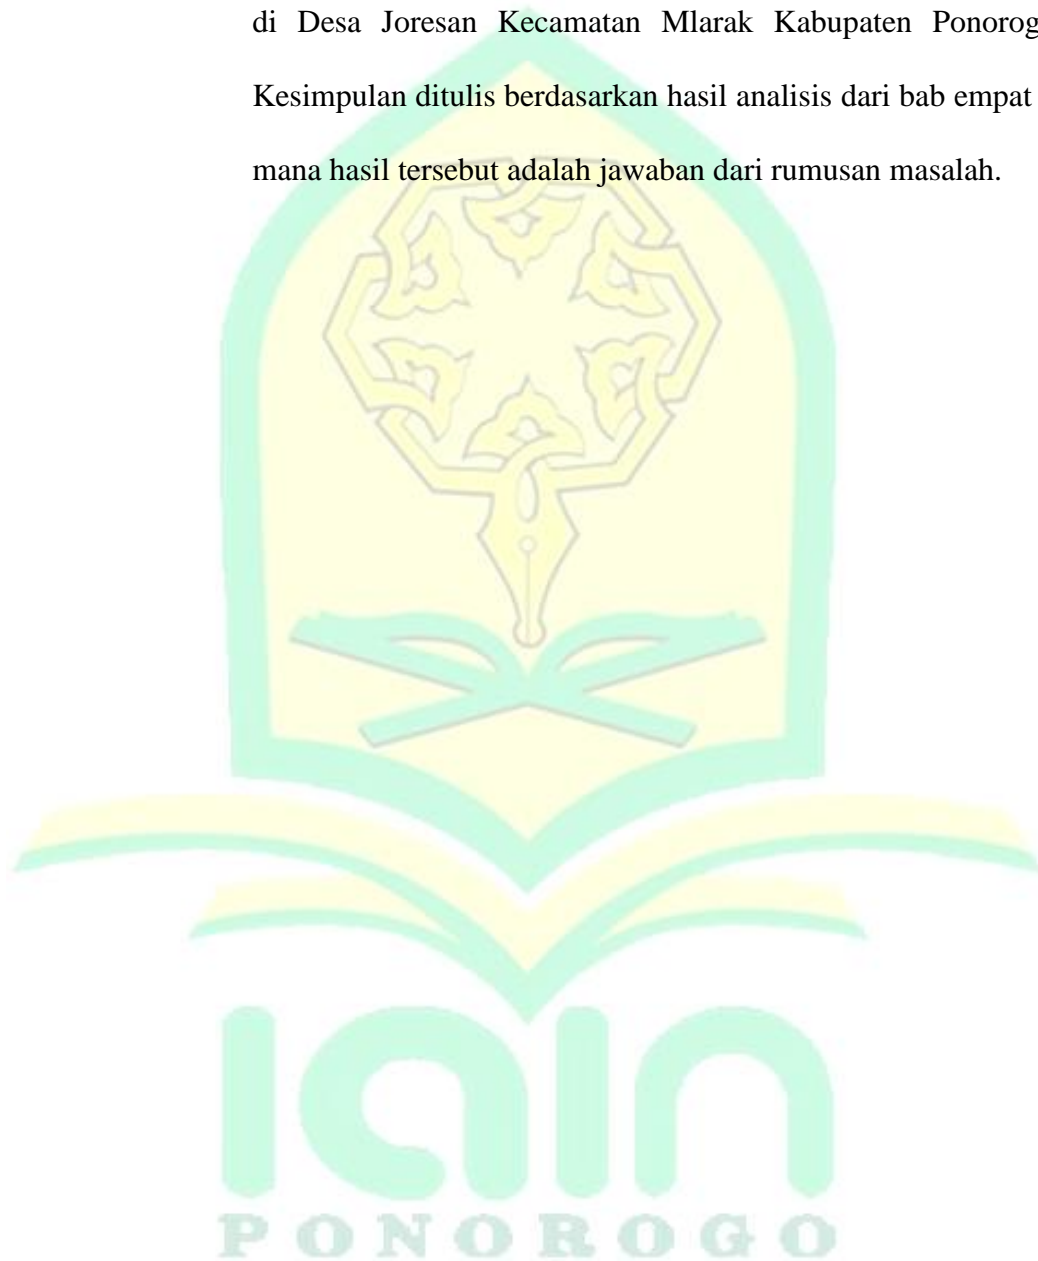 di Desa Joresan Kecamatan Mlarak Kabupaten Ponorog
Kesimpulan ditulis berdasarkan hasil analisis dari bab empat
mana hasil tersebut adalah jawaban dari rumusan masalah.
iain
PONOROGO